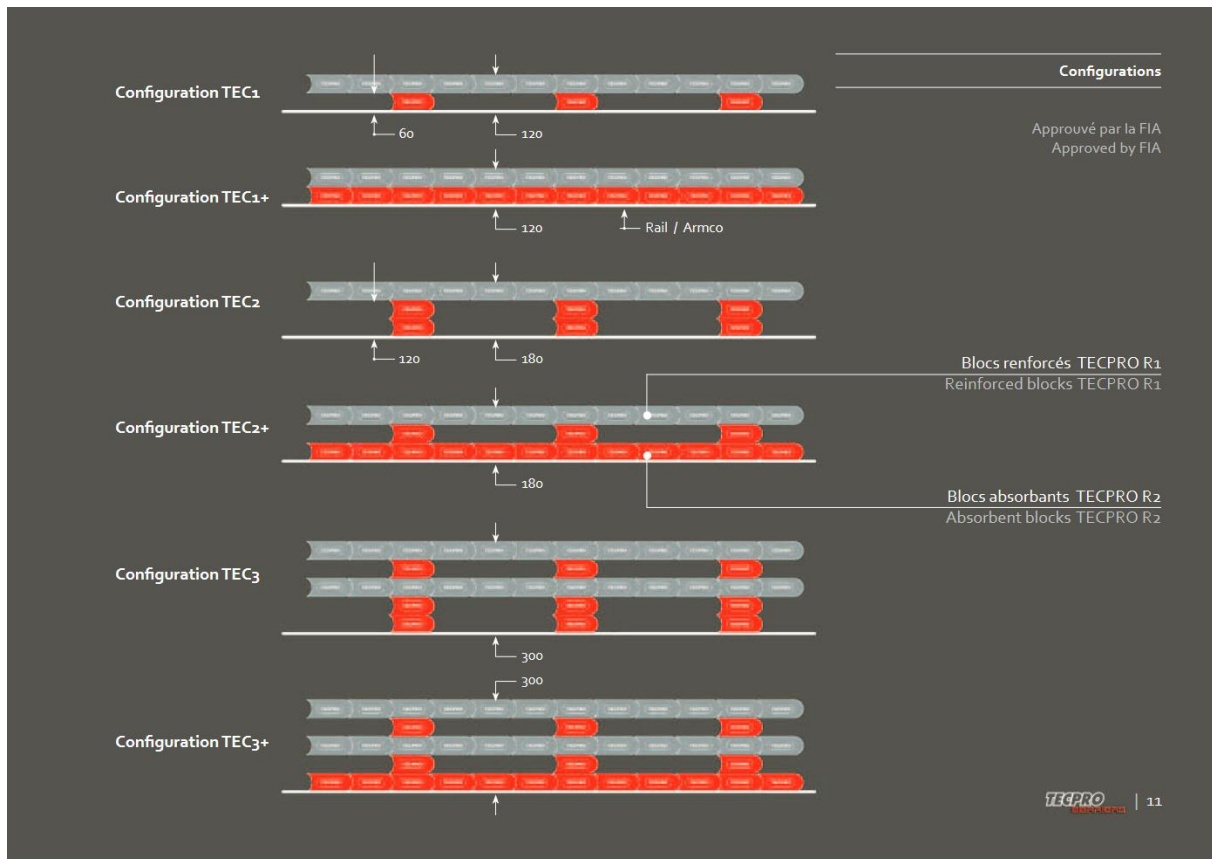 Configurations
Approuvé par la FIA
Approved by FIA
Configuration TEC1
60
120
Configuration TEC1+
120
Rail / Armco
Configuration TEC2
120
180
Blocs renforcés TECPRO R1
Reinforced blocks TECPRO R1
Configuration TEC2+
180
Blocs absorbants TECPRO R2
Absorbent blocks TECPRO R2
Configuration TEC3
300
300
Configuration TEC3+
TECPRO
| 11